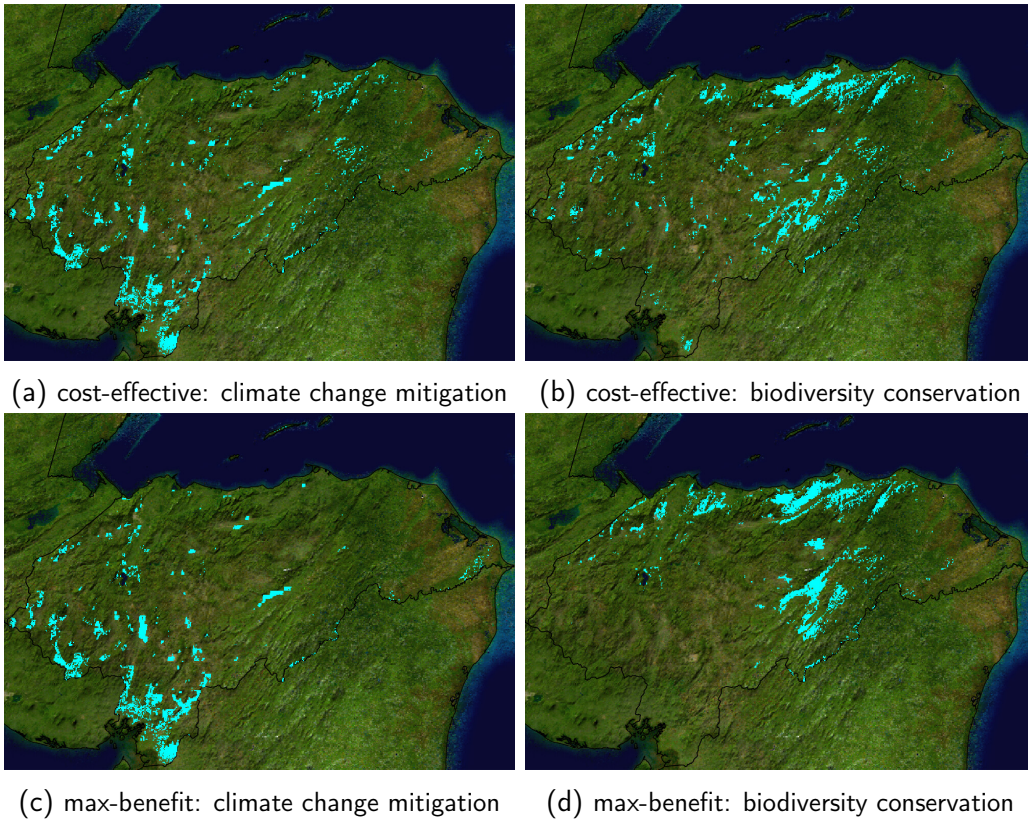 (a) cost-effective: climate change mitigation
(b) cost-effective: biodiversity conservation
(c) max-benefit: climate change mitigation
(d) max-benefit: biodiversity conservation